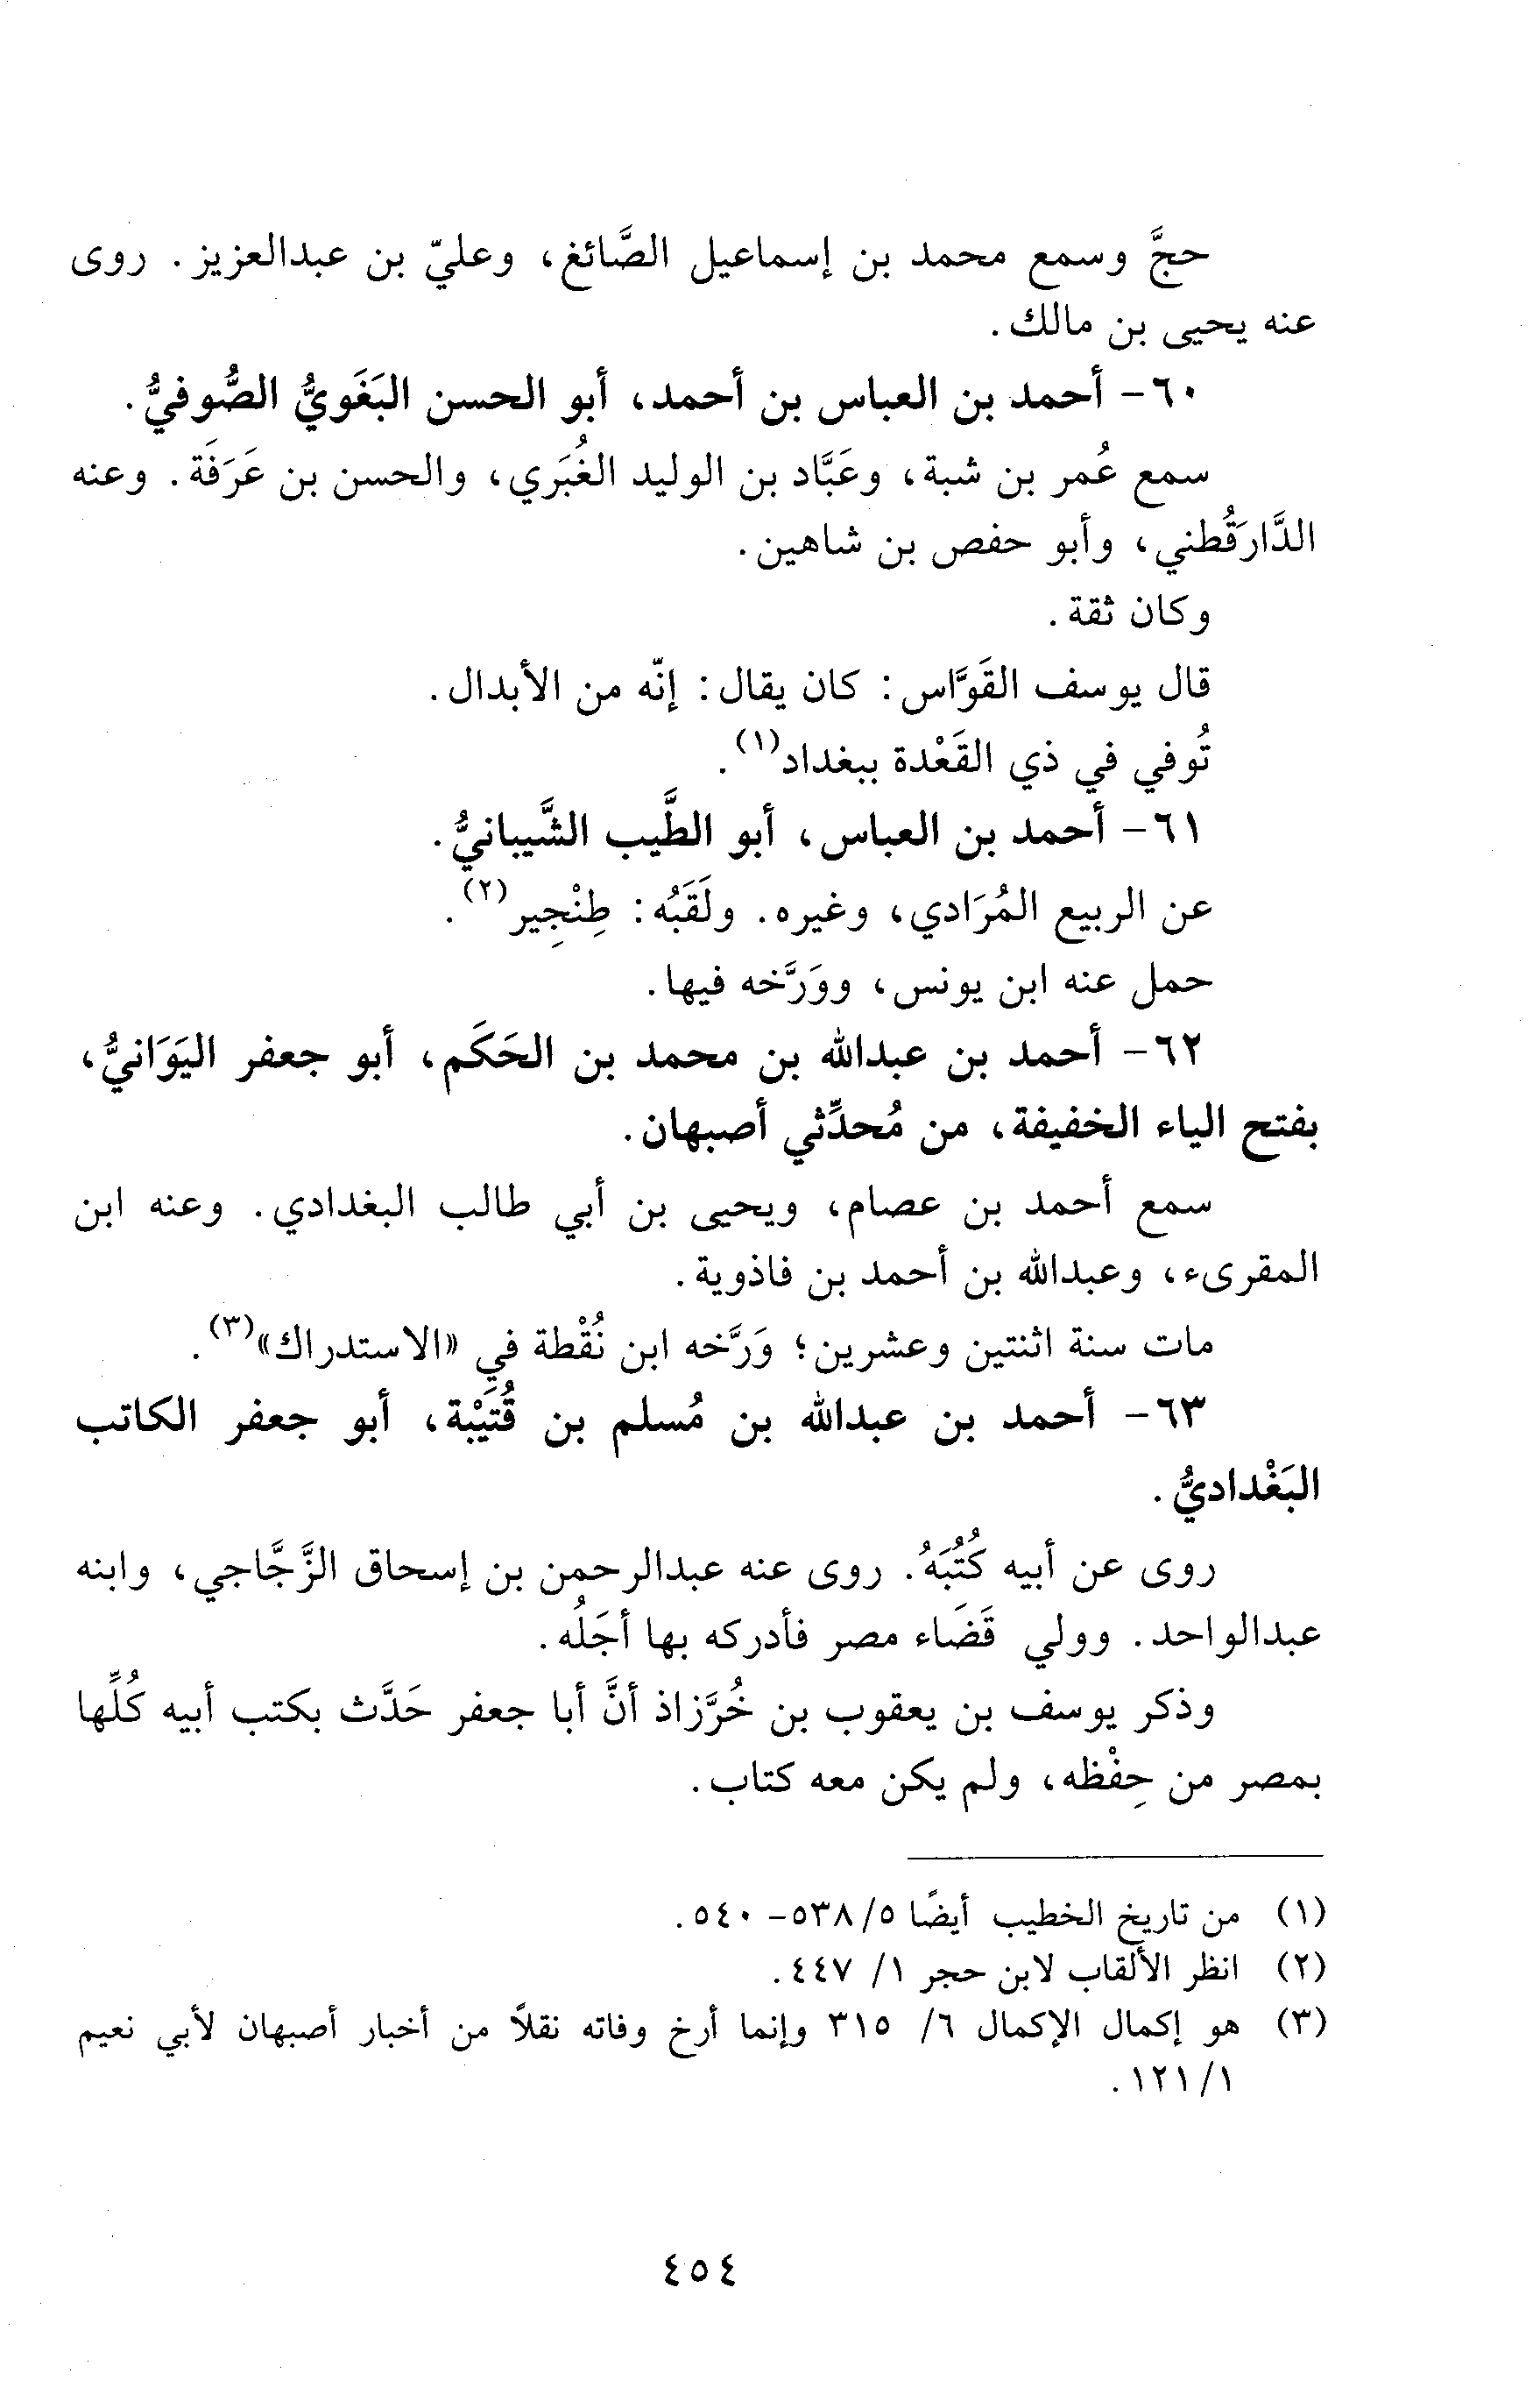 حجَّ وسمع محمد بن إسماعيل الصَّائغ، وعليّ بن عبدالعزيز. روى
عنه يحيى بن مالك.
٦٠- أحمد بن العباس بن أحمد، أبو الحسن البَغَويُّ الصُّوفيُّ.
سمع عُمر بن شبة، وعَبَّاد بن الوليد الغُبَري، والحسن بن عَرَفَة. وعنه
الدَّارَقُطني، وأبو حفص بن شاهين.
وكان ثقة.
قال يوسف القَوَّاس: كان يقال: إنّه من الأبدال.
تُوفي في ذي القَعْدة ببغداد(١).
٦١- أحمد بن العباس، أبو الطَّيب الشَّيبانيُّ.
عن الربيع المُرَادي، وغيره. ولَقَبُه: طِنْجِير(٢).
حمل عنه ابن يونس، ووَرَّخه فيها.
٦٢- أحمد بن عبدالله بن محمد بن الحَكَم، أبو جعفر اليَوَانيُّ،
بفتح الياء الخفيفة، من مُحدِّثي أصبهان.
سمع أحمد بن عصام، ويحيى بن أبي طالب البغدادي. وعنه ابن
المقرىء، وعبدالله بن أحمد بن فاذوية.
مات سنة اثنتين وعشرين؛ وَرَّخه ابن نُقْطة في «الاستدراك»(٣).
٦٣- أحمد بن عبدالله بن مُسلم بن قُتَيْبة، أبو جعفر الكاتب
البَغْداديُّ.
روى عن أبيه كُتُبَهُ. روى عنه عبدالرحمن بن إسحاق الزَّجَّاجي، وابنه
عبدالواحد. وولي قَضَاء مصر فأدركه بها أجَلُه.
وذكر يوسف بن يعقوب بن خُرَّزاذ أنَّ أبا جعفر حَدَّث بكتب أبيه كُلِّها
بمصر من حِفْظه، ولم يكن معه كتاب.
(١) من تاريخ الخطيب أيضًا ٥/ ٥٣٨- ٥٤٠.
(٢) انظر الألقاب لابن حجر ١/ ٤٤٧.
(٣) هو إكمال الإكمال ٦/ ٣١٥ وإنما أرخ وفاته نقلاً من أخبار أصبهان لأبي نعيم
١/ ١٢١.
٤٥٤